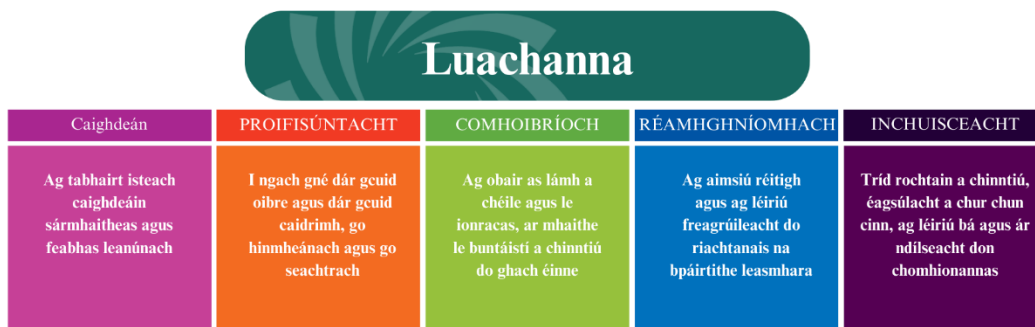 Luachanna
Caighdeán
PROIFISÚNTACHT
COMHOIBRÍOCH
RÉAMHGHNÍOMHACH
INCHUISCEACHT
Ag tabhairt isteach
caighdeáin
sármhaitheas agus
feabhas leanúnach
I ngach gné dár gcuid
oibre agus dár gcuid
caidrimh, go
hinmheánach agus go
seachtrach
Ag obair as lámh a
chéile agus le
ionracas, ar mhaithe
le buntáistí a chinntiú
do ghach éinne
Ag aimsiú réitigh
agus ag léiriú
freagrúileacht do
riachtanais na
bpáirtithe leasmhara
Tríd rochtain a chinntiú,
éagsúlacht a chur chun
cinn, ag léiriú bá agus ár
ndílseacht don
chomhionannas